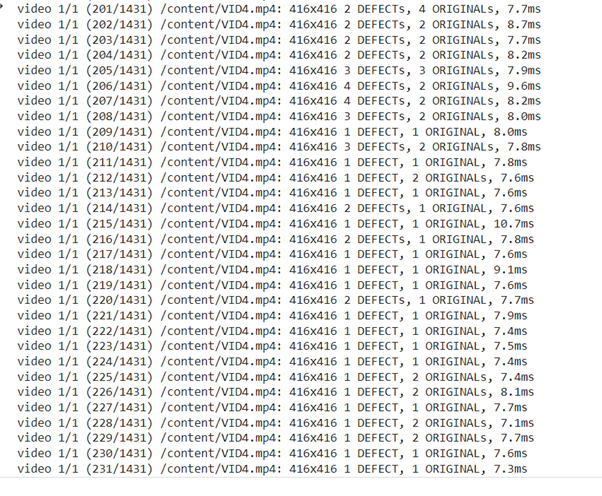 video 1/1 (201/1431) /content/VID4.mp4: 416x416 2 DEFECTs, 4 ORIGINALs, 7.7ms
video 1/1 (202/1431) /content/VID4.mp4: 416x416 2 DEFECTs, 2 ORIGINALs, 8.7ms
video 1/1 (203/1431) /content/VID4.mp4: 416x416 2 DEFECTs, 2 ORIGINALs, 7.7ms
video 1/1 (204/1431) /content/VID4.mp4: 416x416 2 DEFECTs, 2 ORIGINALs, 8.2ms
video 1/1 (205/1431) /content/VID4.mp4: 416x416 3 DEFECTs, 3 ORIGINALs, 7.9ms
video 1/1 (206/1431) /content/VID4.mp4: 416x416 4 DEFECTs, 2 ORIGINALs, 9.6ms
video 1/1 (207/1431) /content/VID4.mp4: 416x416 4 DEFECTs, 2 ORIGINALs, 8.2ms
video 1/1 (208/1431) /content/VID4.mp4: 416x416 3 DEFECTs, 2 ORIGINALs, 8.0ms
video 1/1 (209/1431) /content/VID4.mp4: 416x416 1 DEFECT, 1 ORIGINAL, 8.0ms
video 1/1 (210/1431) /content/VID4.mp4: 416x416 3 DEFECTs, 2 ORIGINALs, 7.8ms
video 1/1 (211/1431) /content/VID4.mp4: 416x416 1 DEFECT, 1 ORIGINAL, 7.8ms
video 1/1 (212/1431) /content/VID4.mp4: 416x416 1 DEFECT, 2 ORIGINALs, 7.6ms
video 1/1 (213/1431) /content/VID4.mp4: 416x416 1 DEFECT, 1 ORIGINAL, 7.6ms
video 1/1 (214/1431) /content/VID4.mp4: 416x416 2 DEFECTs, 1 ORIGINAL, 7.6ms
video 1/1 (215/1431) /content/VID4.mp4: 416x416 1 DEFECT, 1 ORIGINAL, 10.7ms
video 1/1 (216/1431) /content/VID4.mp4: 416x416 2 DEFECTs, 1 ORIGINAL, 7.8ms
video 1/1 (217/1431) /content/VID4.mp4: 416x416 1 DEFECT, 1 ORIGINAL, 7.6ms
video 1/1 (218/1431) /content/VID4.mp4: 416x416 1 DEFECT, 1 ORIGINAL, 9.1ms
video 1/1 (219/1431) /content/VID4.mp4: 416x416 1 DEFECT, 1 ORIGINAL, 7.6ms
video 1/1 (220/1431) /content/VID4.mp4: 416x416 2 DEFECTs, 1 ORIGINAL, 7.7ms
video 1/1 (221/1431) /content/VID4.mp4: 416x416 1 DEFECT, 1 ORIGINAL, 7.9ms
video 1/1 (222/1431) /content/VID4.mp4: 416x416 1 DEFECT, 1 ORIGINAL, 7.4ms
video 1/1 (223/1431) /content/VID4.mp4: 416x416 1 DEFECT, 1 ORIGINAL, 7.5ms
video 1/1 (224/1431) /content/VID4.mp4: 416x416 1 DEFECT, 1 ORIGINAL, 7.4ms
video 1/1 (225/1431) /content/VID4.mp4: 416x416 1 DEFECT, 2 ORIGINALs, 7.4ms
video 1/1 (226/1431) /content/VID4.mp4: 416x416 1 DEFECT, 2 ORIGINALs, 8.1ms
video 1/1 (227/1431) /content/VID4.mp4: 416x416 1 DEFECT, 1 ORIGINAL, 7.7ms
video 1/1 (228/1431) /content/VID4.mp4: 416x416 1 DEFECT, 2 ORIGINALs, 7.1ms
video 1/1 (229/1431) /content/VID4.mp4: 416x416 1 DEFECT, 2 ORIGINALs, 7.7ms
video 1/1 (230/1431) /content/VID4.mp4: 416x416 1 DEFECT, 1 ORIGINAL, 7.6ms
video 1/1 (231/1431) /content/VID4.mp4: 416x416 1 DEFECT, 1 ORIGINAL, 7.3ms